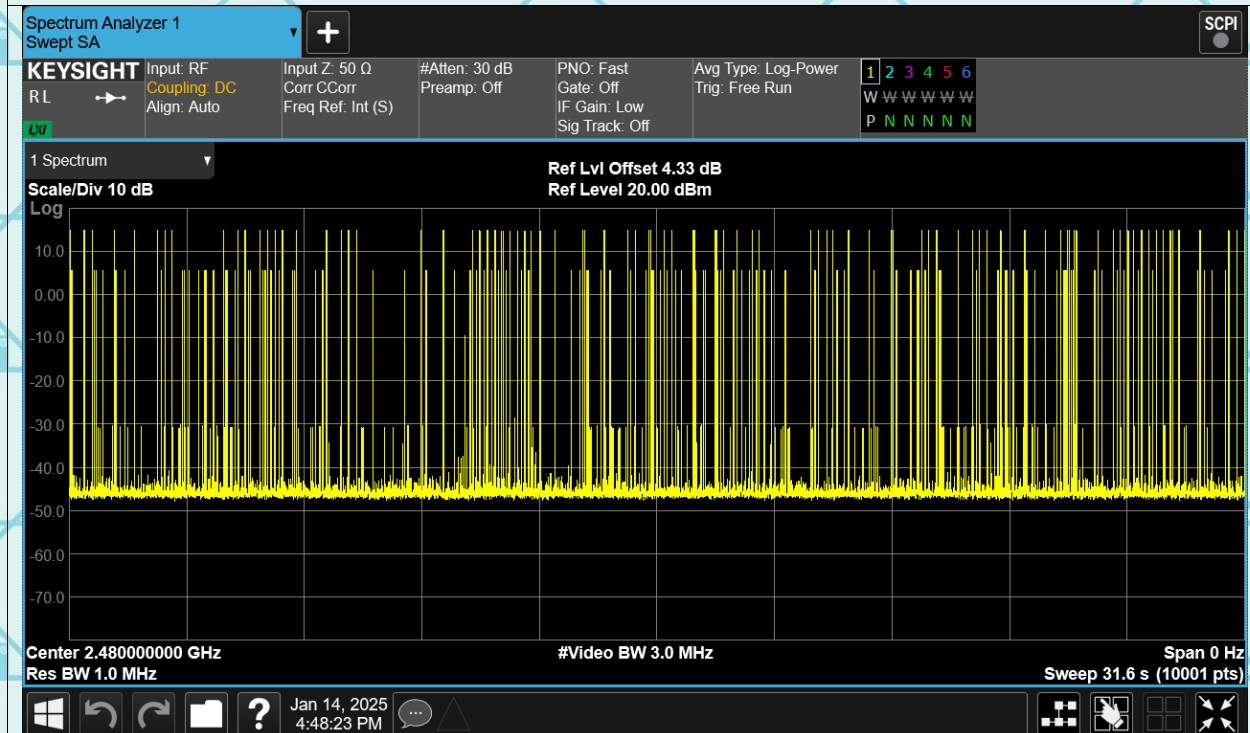 Spectrum Analyzer 1
Swept SA
SCPI
KEYSIGHT
RL
LXI
Input: RF
Coupling: DC
Align: Auto
Input Z: 50 Ω
Corr CCorr
Freq Ref: Int (S)
#Atten: 30 dB
Preamp: Off
PNO: Fast
Gate: Off
IF Gain: Low
Sig Track: Off
Avg Type: Log-Power
Trig: Free Run
1 2 3 4 5 6
W W W W W W
P N N N N N
1 Spectrum
Ref Lvl Offset 4.33 dB
Scale/Div 10 dB
Ref Level 20.00 dBm
Log
10.0
0.00
-10.0
-20.0
-30.0
-40.0
-50.0
-60.0
-70.0
Center 2.480000000 GHz
#Video BW 3.0 MHz
Span 0 Hz
Res BW 1.0 MHz
Sweep 31.6 s (10001 pts)
?
Jan 14, 2025
4:48:23 PM